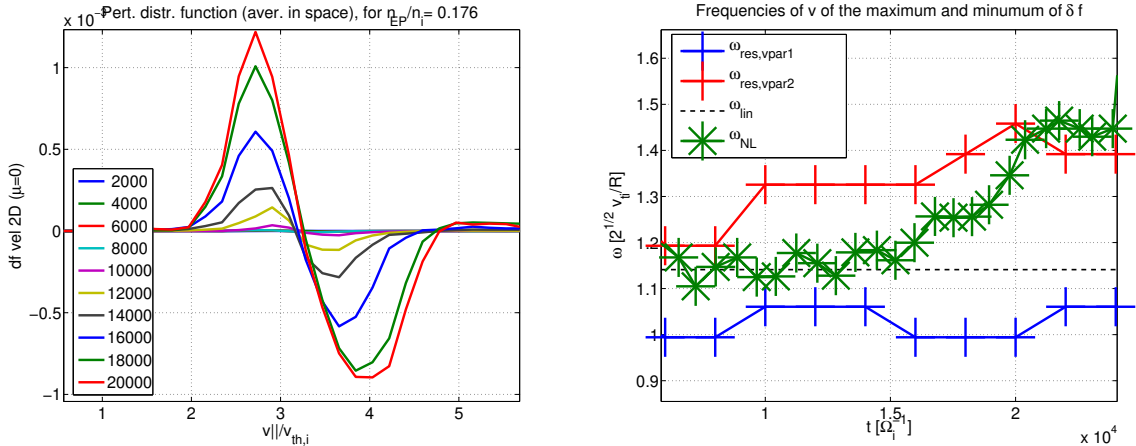 Pert. distr. function (aver. in space), for n_EP/n_i= 0.176
x 10^-3
1
0.5
0
−0.5
−1
df vel 2D (μ=0)
2000
4000
6000
8000
10000
12000
14000
16000
18000
20000
1
2
3
4
5
v||/v_th,i
Frequencies of v of the maximum and minumum of δ f
1.6
1.5
1.4
1.3
1.2
1.1
1
0.9
ω [2^1/2 v_ti/R]
ω_res,vpar1
ω_res,vpar2
ω_lin
ω_NL
1
2
x 10^4
t [Ω_i^-1]